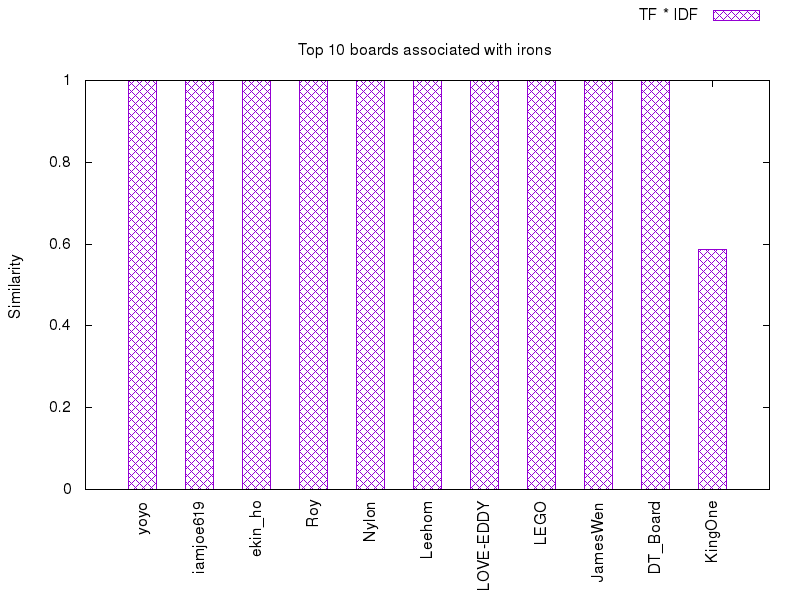 TF * IDF
Top 10 boards associated with irons
1
0.8
0.6
0.4
0.2
0
Similarity
yoyo
iamjoe619
ekin_ho
Roy
Nylon
Leehom
LOVE-EDDY
LEGO
JamesWen
DT_Board
KingOne